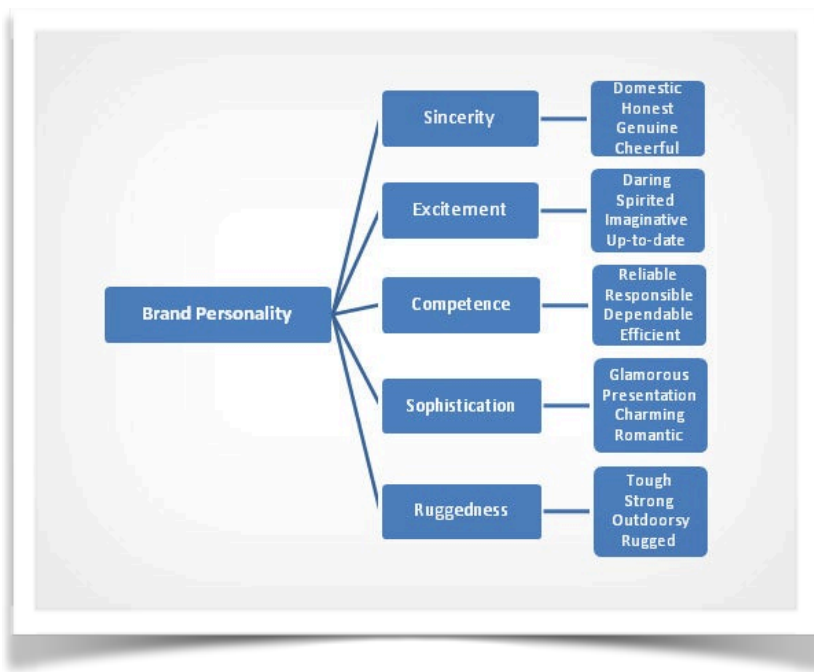 Brand Personality
Sincerity
Domestic
Honest
Genuine
Cheerful
Excitement
Daring
Spirited
Imaginative
Up-to-date
Competence
Reliable
Responsible
Dependable
Efficient
Sophistication
Glamorous
Presentation
Charming
Romantic
Ruggedness
Tough
Strong
Outdoorsy
Rugged